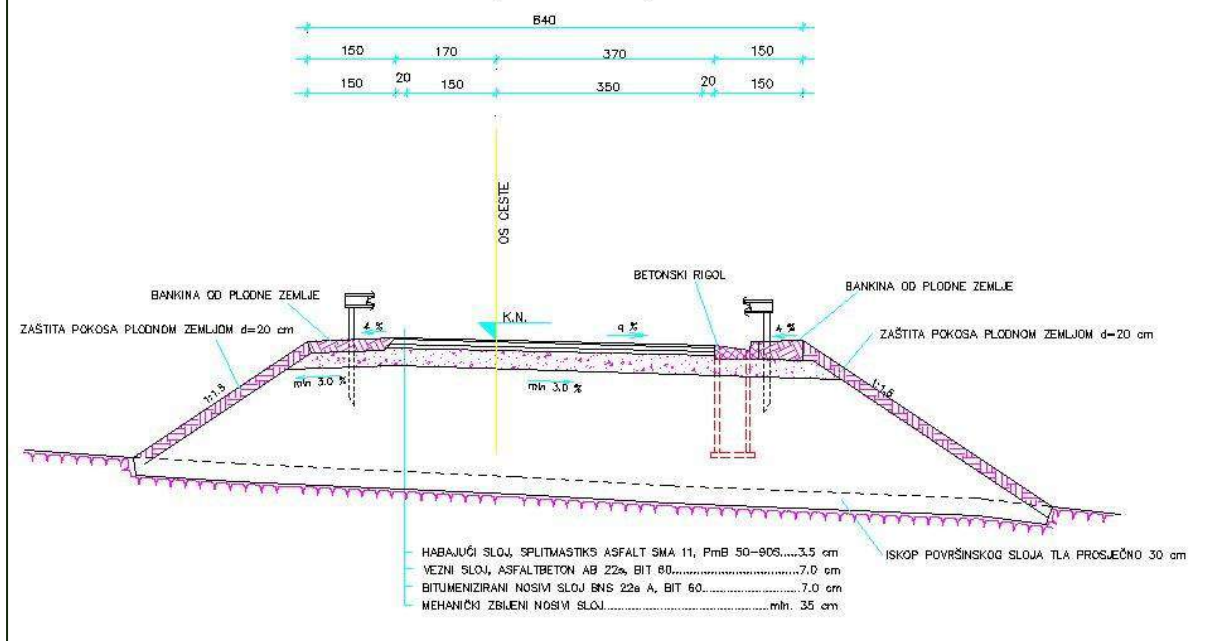 840
150 170 370 150
150 20 150 350 20 150
OS CESTE
BETONSKI RIGOL
BANKINA OD PLODNE ZEMLJE
BANKINA OD PLODNE ZEMLJE
K.N.
ZAŠTITA POKOSA PLODNOM ZEMLJOM d=20 cm
4 %
q %
4 %
ZAŠTITA POKOSA PLODNOM ZEMLJOM d=20 cm
min 3.0 %
min 3.0 %
1:1.5
1:1.5
HABAJUĆI SLOJ, SPLITMASTIKS ASFALT SMA 11, PmB 50-90S.....3.5 cm
VEZNI SLOJ, ASFALTBETON AB 22s, BIT 60.......................7.0 cm
BITUMENIZIRANI NOSIVI SLOJ BNS 22s A, BIT 60...................7.0 cm
MEHANIČKI ZBIJENI NOSIVI SLOJ................................min. 35 cm
ISKOP POVRŠINSKOG SLOJA TLA PROSJEČNO 30 cm